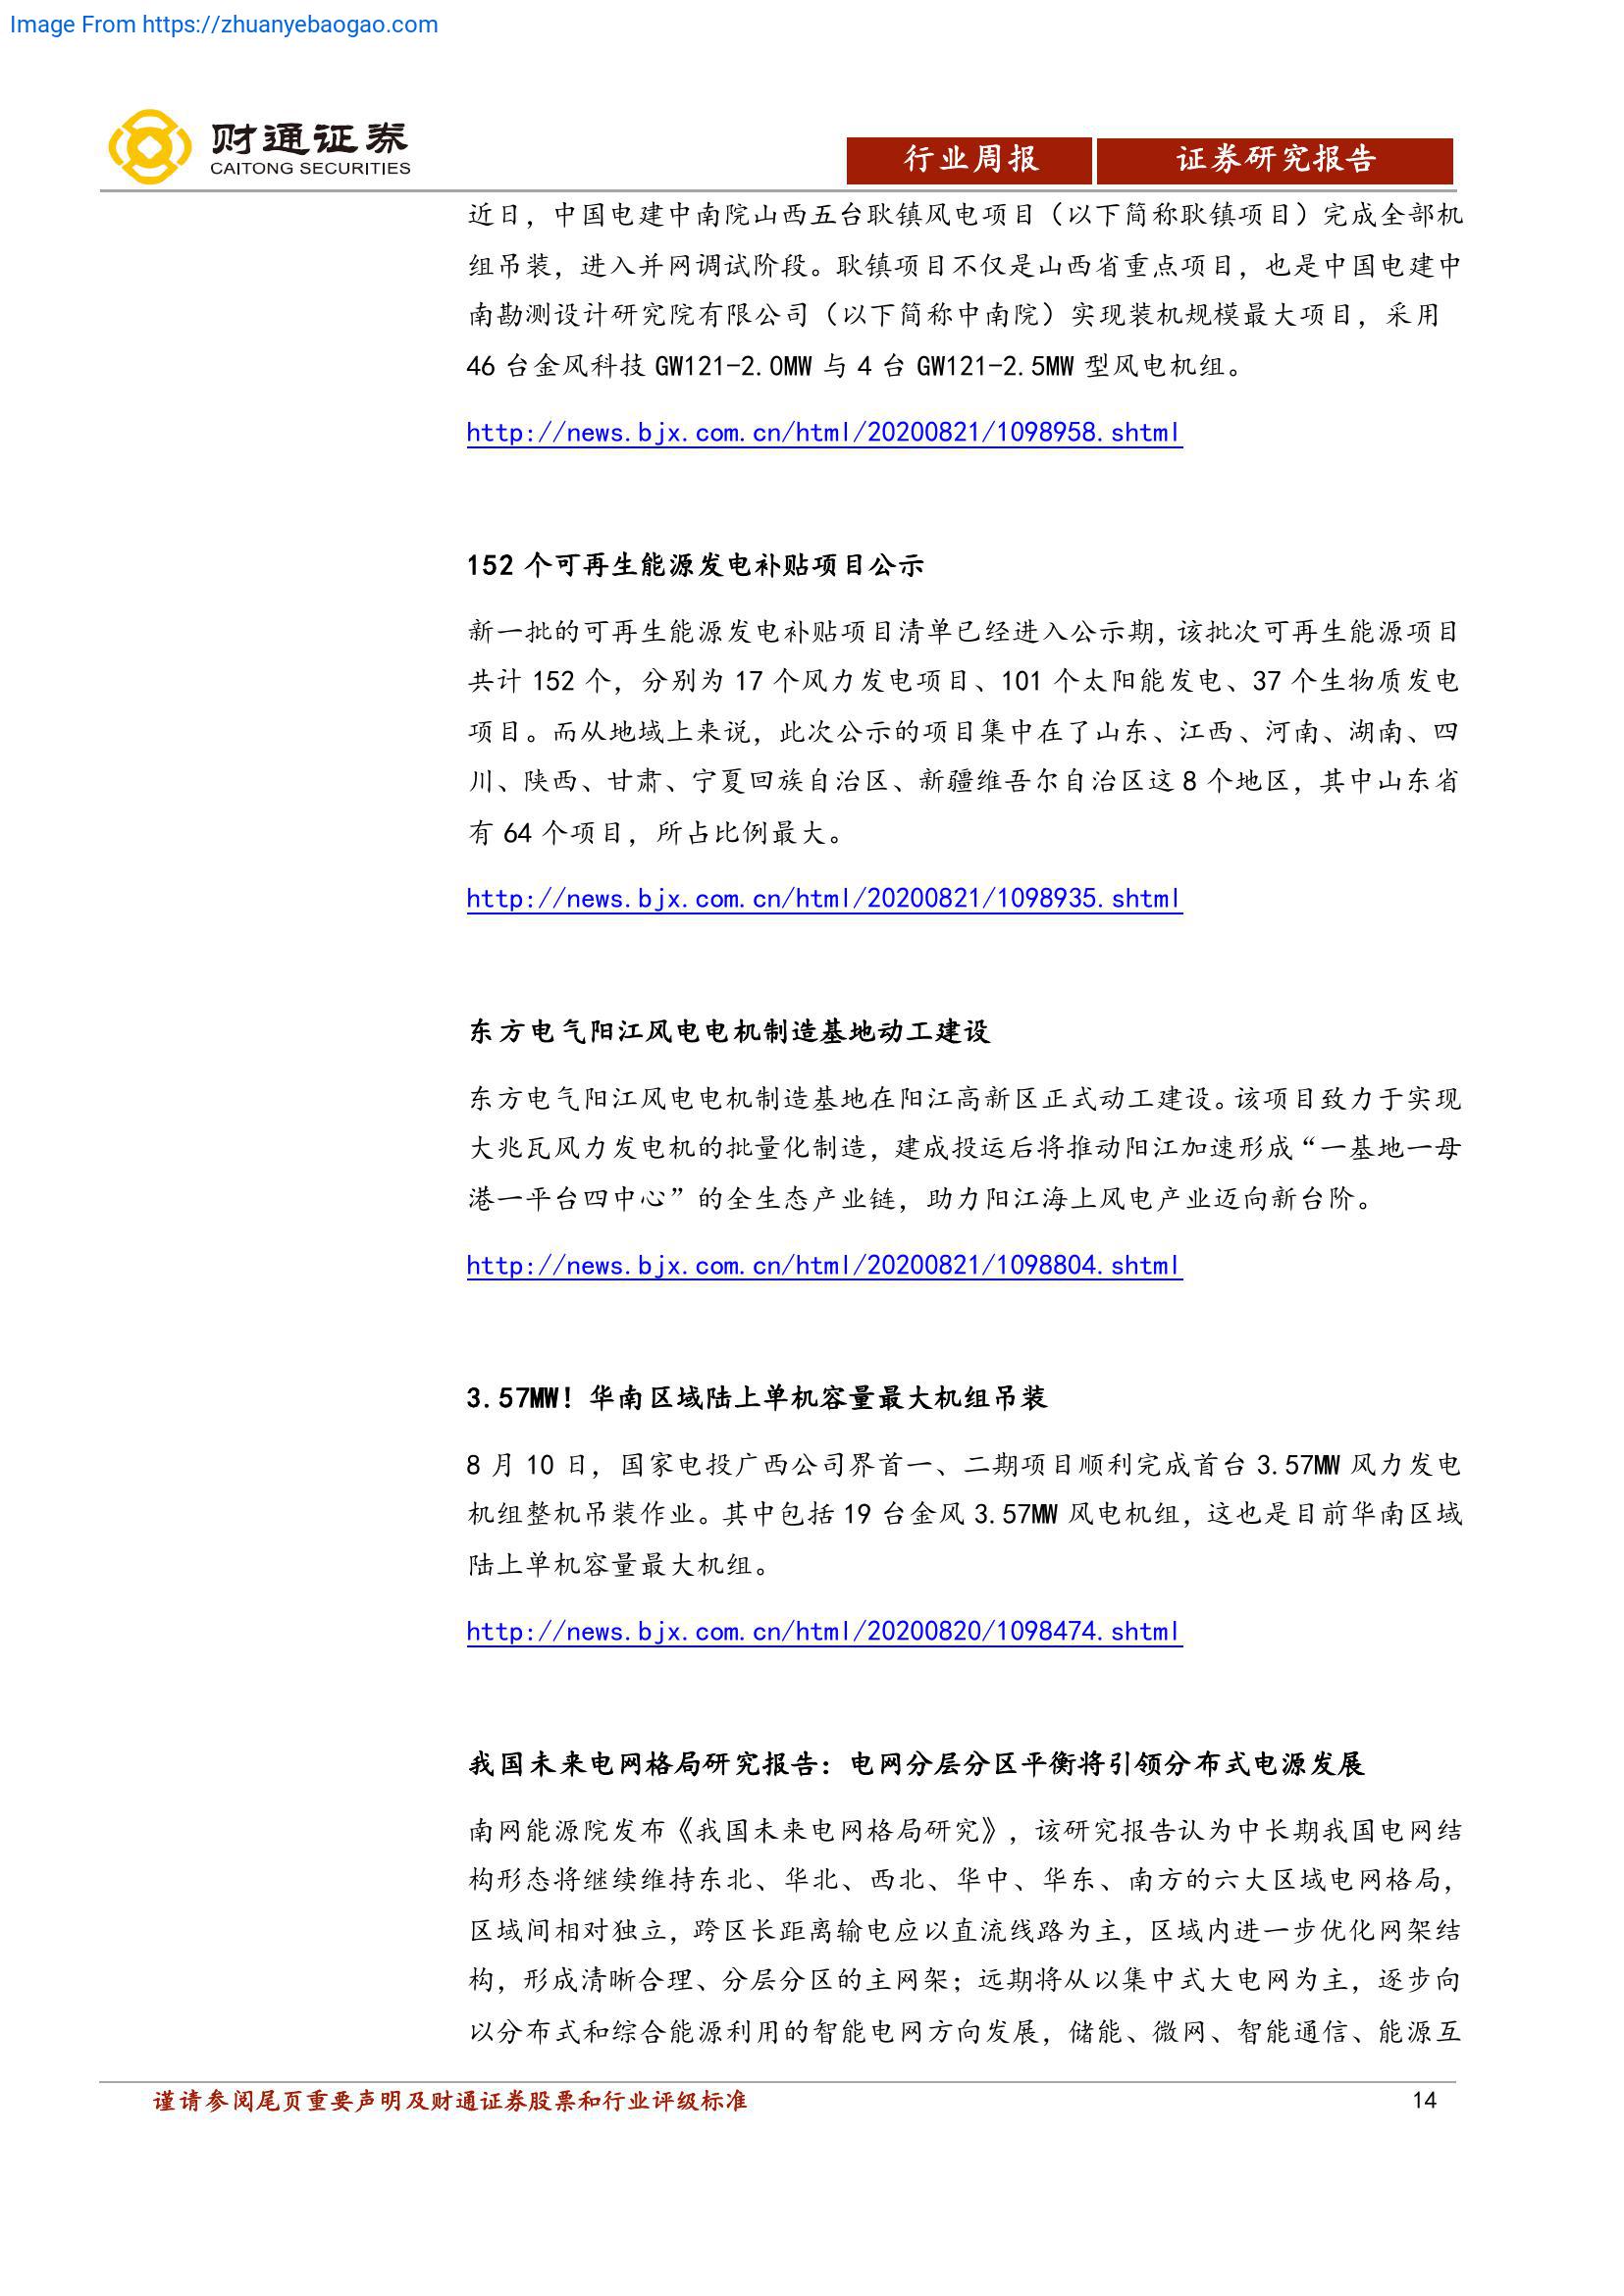 Image From https://zhuanyebaogao.com
财通证券
CAITONG SECURITIES
行业周报
证券研究报告
近日，中国电建中南院山西五台耿镇风电项目（以下简称耿镇项目）完成全部机
组吊装，进入并网调试阶段。耿镇项目不仅是山西省重点项目，也是中国电建中
南勘测设计研究院有限公司（以下简称中南院）实现装机规模最大项目，采用
46 台金风科技 GW121-2.0MW 与 4 台 GW121-2.5MW 型风电机组。
http://news.bjx.com.cn/html/20200821/1098958.shtml
152 个可再生能源发电补贴项目公示
新一批的可再生能源发电补贴项目清单已经进入公示期，该批次可再生能源项目
共计 152 个，分别为 17 个风力发电项目、101 个太阳能发电、37 个生物质发电
项目。而从地域上来说，此次公示的项目集中在了山东、江西、河南、湖南、四
川、陕西、甘肃、宁夏回族自治区、新疆维吾尔自治区这 8 个地区，其中山东省
有 64 个项目，所占比例最大。
http://news.bjx.com.cn/html/20200821/1098935.shtml
东方电气阳江风电电机制造基地动工建设
东方电气阳江风电电机制造基地在阳江高新区正式动工建设。该项目致力于实现
大兆瓦风力发电机的批量化制造，建成投运后将推动阳江加速形成“一基地一母
港一平台四中心”的全生态产业链，助力阳江海上风电产业迈向新台阶。
http://news.bjx.com.cn/html/20200821/1098804.shtml
3.57MW！华南区域陆上单机容量最大机组吊装
8 月 10 日，国家电投广西公司界首一、二期项目顺利完成首台 3.57MW 风力发电
机组整机吊装作业。其中包括 19 台金风 3.57MW 风电机组，这也是目前华南区域
陆上单机容量最大机组。
http://news.bjx.com.cn/html/20200820/1098474.shtml
我国未来电网格局研究报告：电网分层分区平衡将引领分布式电源发展
南网能源院发布《我国未来电网格局研究》，该研究报告认为中长期我国电网结
构形态将继续维持东北、华北、西北、华中、华东、南方的六大区域电网格局，
区域间相对独立，跨区长距离输电应以直流线路为主，区域内进一步优化网架结
构，形成清晰合理、分层分区的主网架；远期将从以集中式大电网为主，逐步向
以分布式和综合能源利用的智能电网方向发展，储能、微网、智能通信、能源互
谨请参阅尾页重要声明及财通证券股票和行业评级标准
14